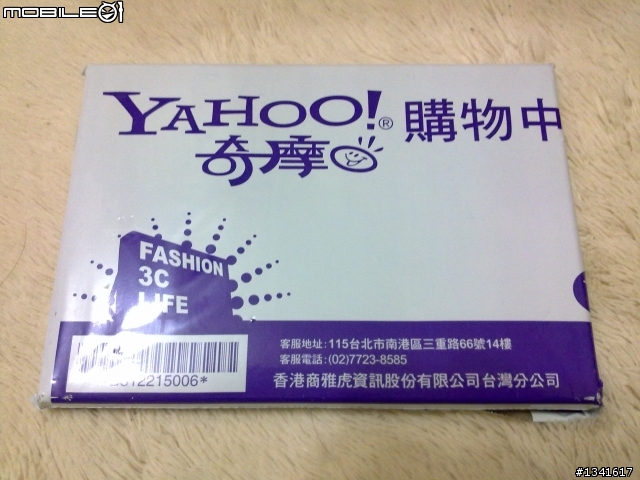 MOBILE01
YAHOO!® 購物中
奇摩
FASHION
3C
LIFE
客服地址:115台北市南港區三重路66號14樓
客服電話:(02)7723-8585
2215006*
香港商雅虎資訊股份有限公司台灣分公司
#1341617